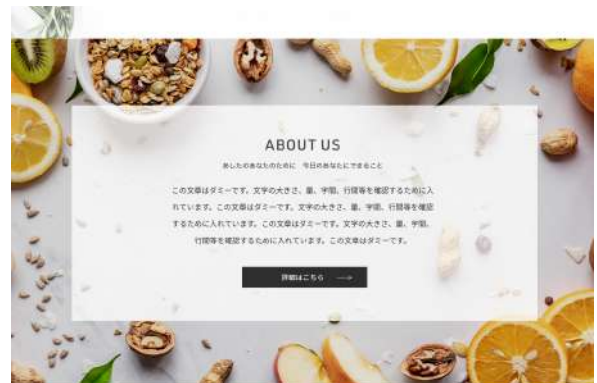 ABOUT US
あしたのあなたのために 今日のあなたにできること
この文章はダミーです。文字の大きさ、量、字間、行間等を確認するために入
れています。この文章はダミーです。文字の大きさ、量、字間、行間等を確認
するために入れています。この文章はダミーです。文字の大きさ、量、字間、
行間等を確認するために入れています。この文章はダミーです。
詳細はこちら